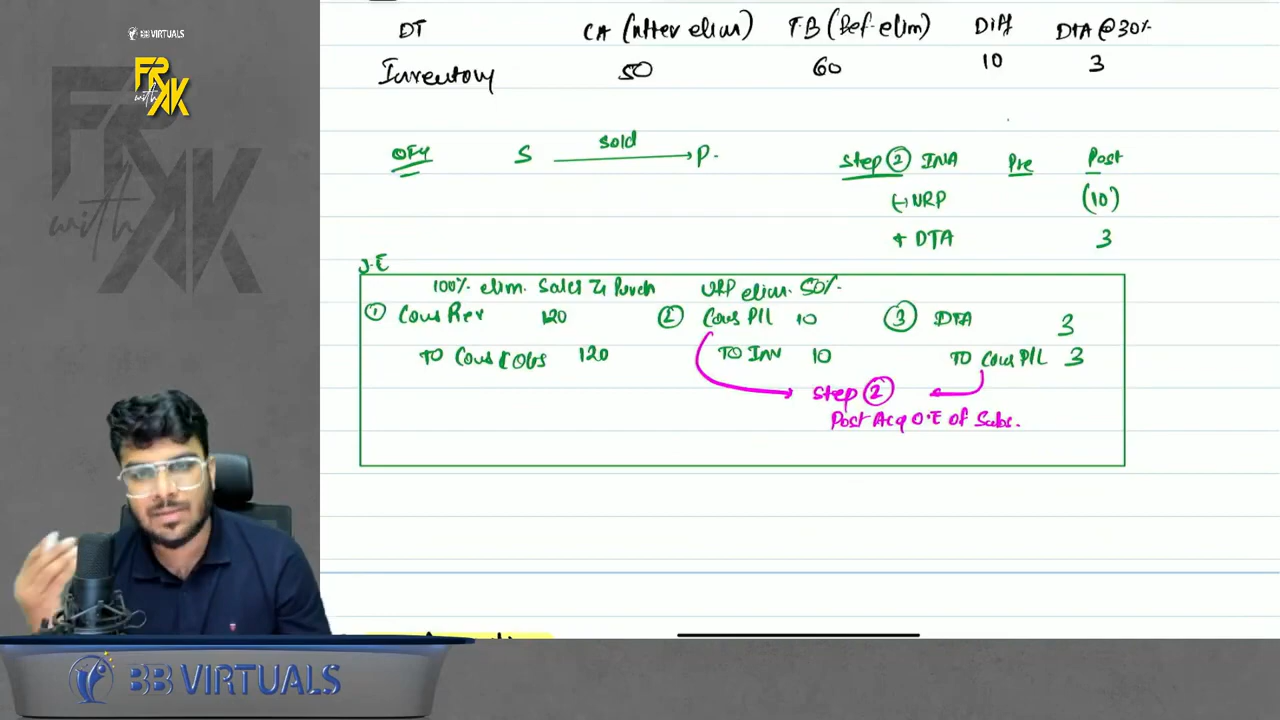 BB VIRTUALS
FR
with AK
DT CA (After elim) T.B (Bef. elim) Diff DTA @ 30%
Inventory 50 60 10 3
S sold P.
Step ② INA Pre Post
(-) URP (10)
+ DTA 3
J.E
100% elim. Sales & Purch URP elim. 50%.
① Cons Rev 120 ② Cons P/L 10 ③ DTA 3
To Cons COGS 120 To INV 10 To Cons P/L 3
Step ②
Post Acq O.E of Subs.
BB VIRTUALS